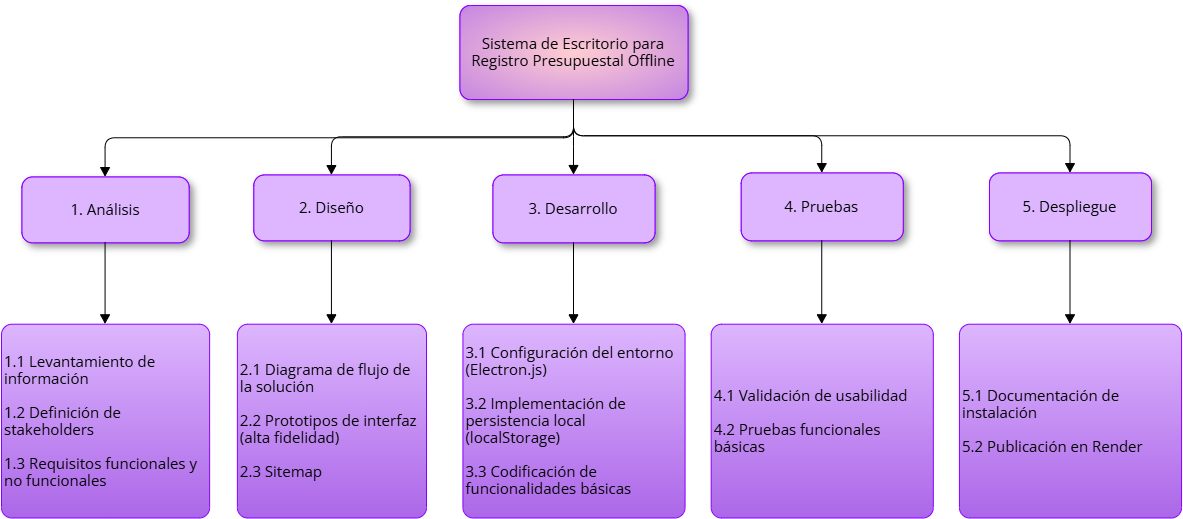 Sistema de Escritorio para
Registro Presupuestal Offline
1. Análisis
2. Diseño
3. Desarrollo
4. Pruebas
5. Despliegue
1.1 Levantamiento de
información
1.2 Definición de
stakeholders
1.3 Requisitos funcionales y
no funcionales
2.1 Diagrama de flujo de
la solución
2.2 Prototipos de interfaz
(alta fidelidad)
2.3 Sitemap
3.1 Configuración del entorno
(Electron.js)
3.2 Implementación de
persistencia local
(localStorage)
3.3 Codificación de
funcionalidades básicas
4.1 Validación de usabilidad
4.2 Pruebas funcionales
básicas
5.1 Documentación de
instalación
5.2 Publicación en Render